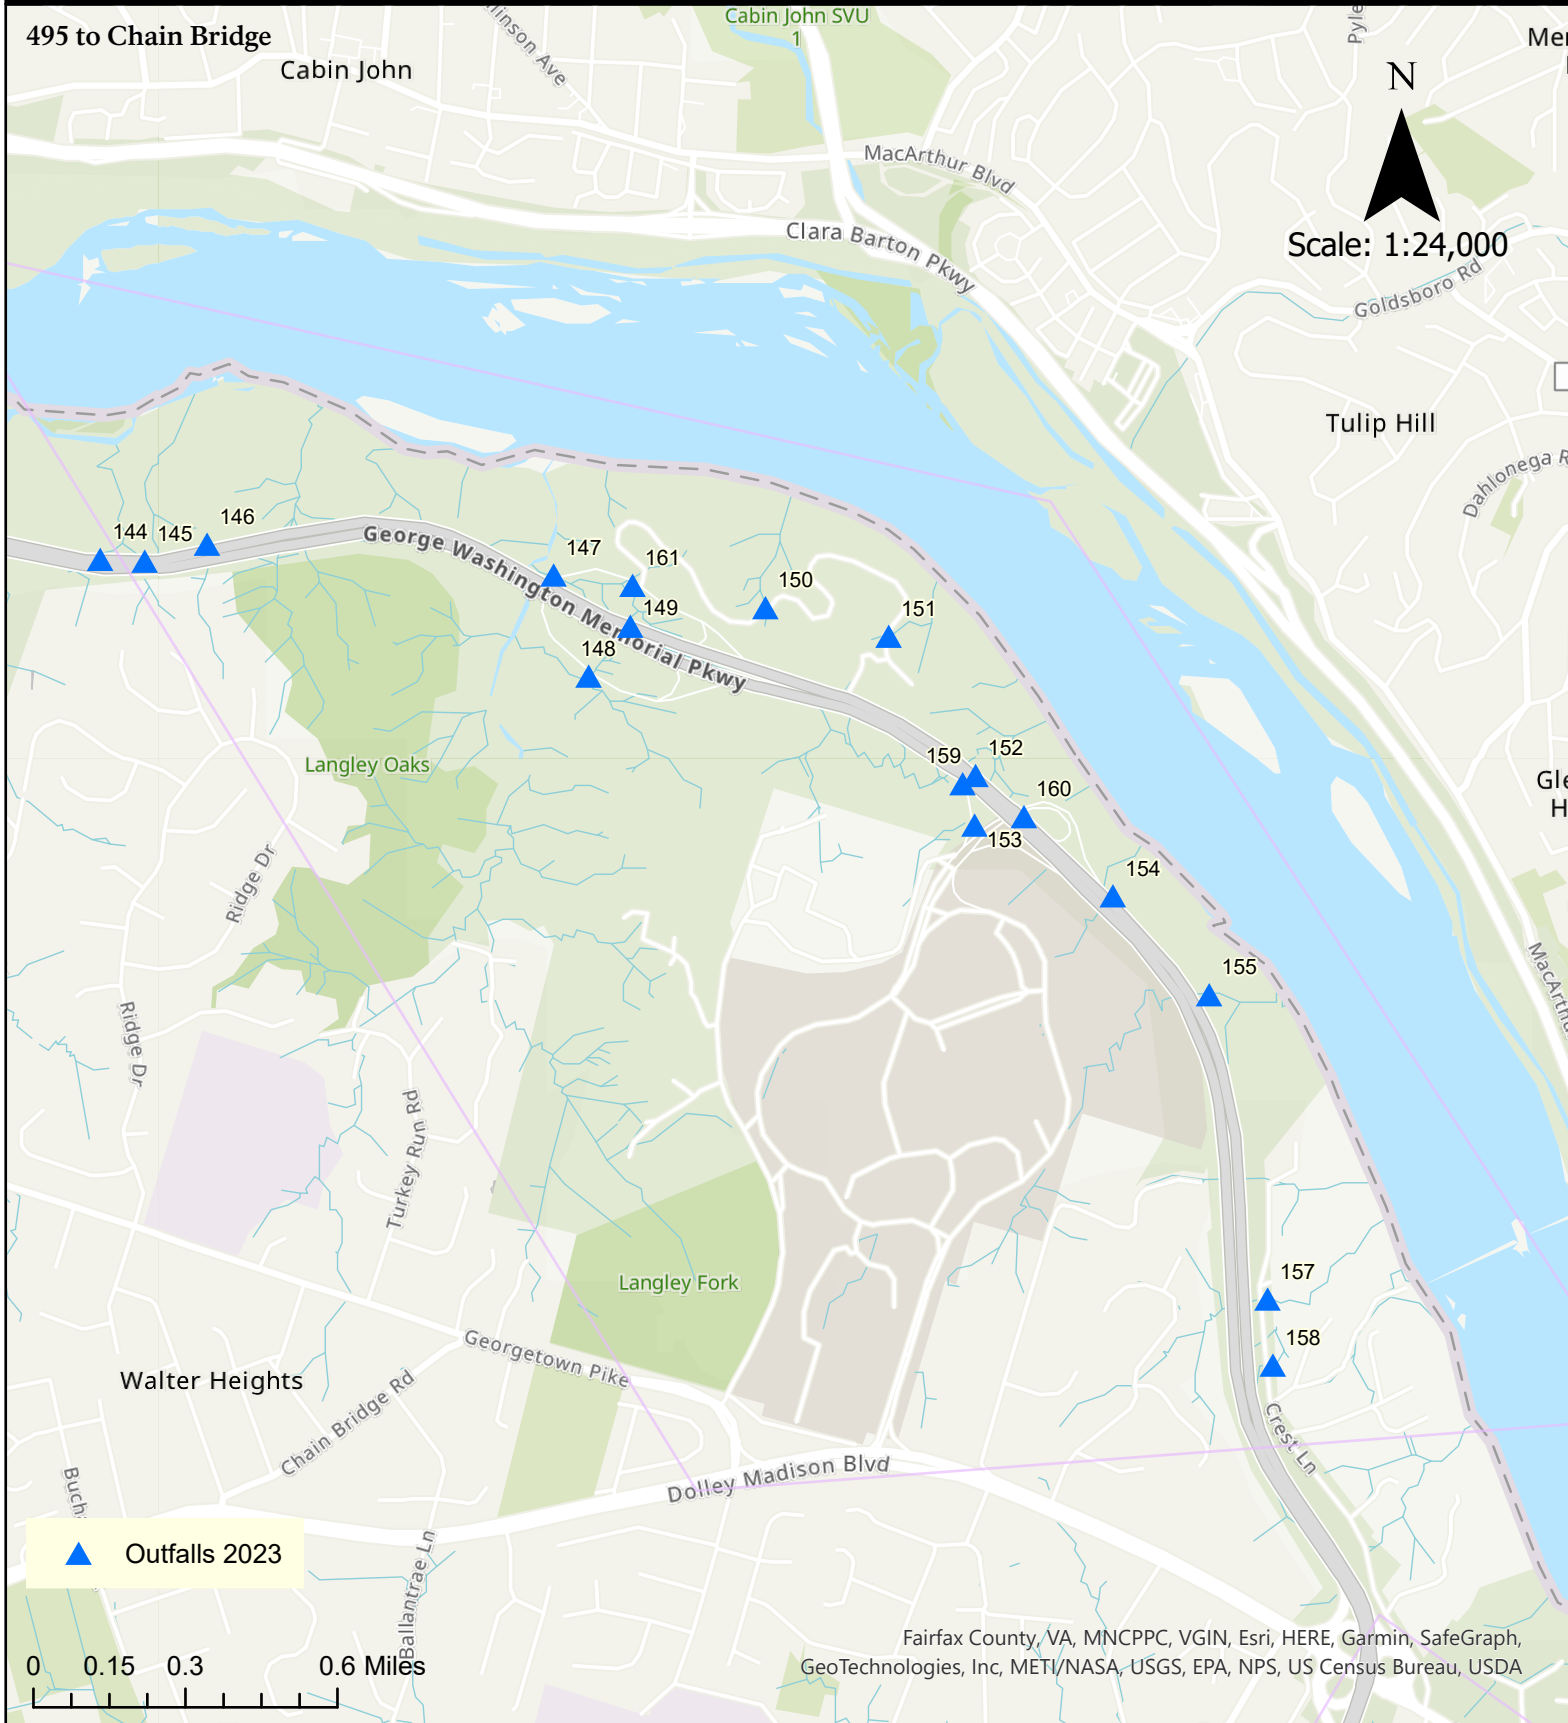 495 to Chain Bridge
Cabin John SVU
1
Cabin John
MacArthur Blvd
N
Clara Barton Pkwy
Scale: 1:24,000
Goldsboro Rd
Tulip Hill
144
145
146
George Washington Memorial Pkwy
147
161
149
148
150
151
Langley Oaks
159
152
160
153
154
155
Ridge Dr
Ridge Dr
Turkey Run Rd
Langley Fork
157
158
Georgetown Pike
Walter Heights
Chain Bridge Rd
Crest Ln
Dolley Madison Blvd
Ballantrae Ln
Outfalls 2023
0 0.15 0.3 0.6 Miles
Fairfax County, VA, MNCPPC, VGIN, Esri, HERE, Garmin, SafeGraph,
GeoTechnologies, Inc, METI/NASA, USGS, EPA, NPS, US Census Bureau, USDA